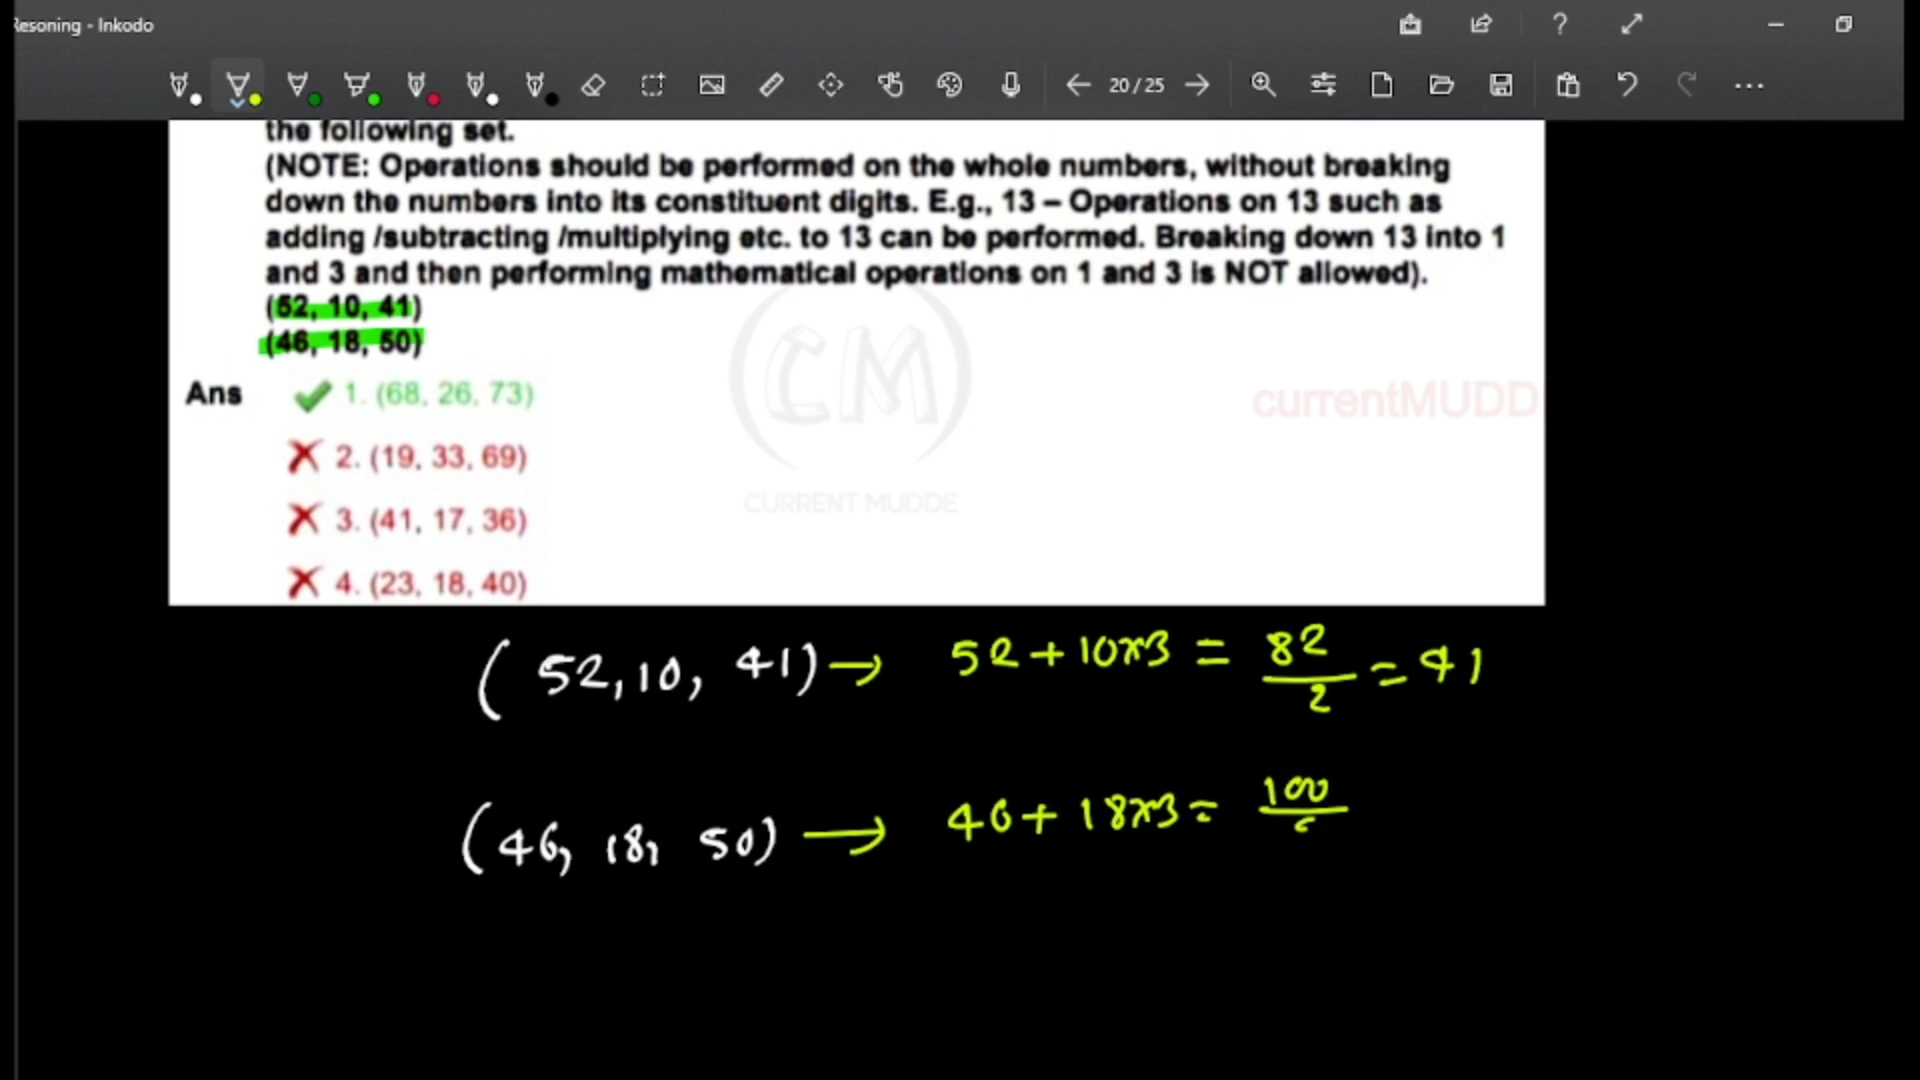 Resoning - Inkodo
20/25
the following set.
(NOTE: Operations should be performed on the whole numbers, without breaking
down the numbers into its constituent digits. E.g., 13 – Operations on 13 such as
adding /subtracting /multiplying etc. to 13 can be performed. Breaking down 13 into 1
and 3 and then performing mathematical operations on 1 and 3 is NOT allowed).
(52, 10, 41)
(46, 18, 50)
Ans 1. (68, 26, 73)
currentMUDD
2. (19, 33, 69)
CM
CURRENT MUDDE
3. (41, 17, 36)
4. (23, 18, 40)
(52, 10, 41) → 52 + 10x3 = 82/2 = 41
(46, 18, 50) → 46 + 18x3 = 100